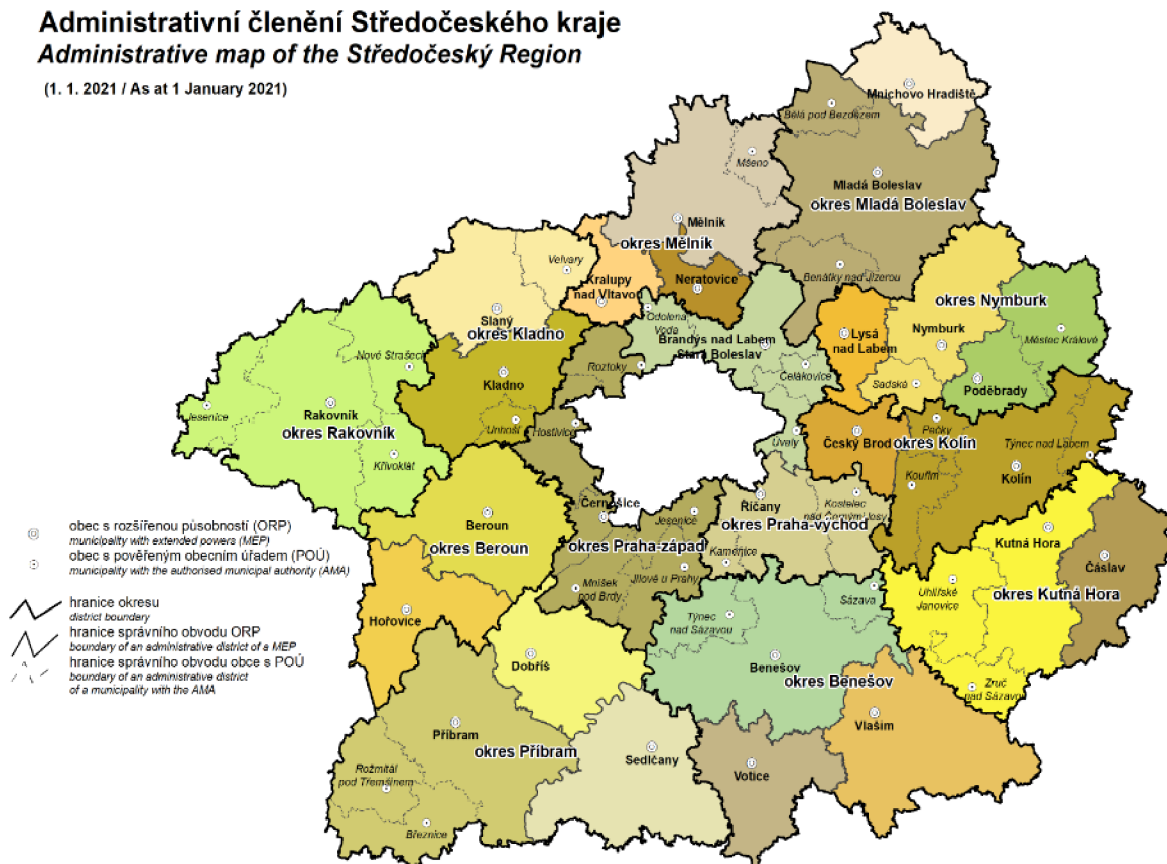 Administrativní členění Středočeského kraje
Administrative map of the Středočeský Region
(1. 1. 2021 / As at 1 January 2021)
Mnichovo Hradiště
Bělá pod Bezdězem
Mšeno
Mladá Boleslav
okres Mladá Boleslav
Mělník
okres Mělník
Velvary
Benátky nad Jizerou
Kralupy
nad Vltavou
Neratovice
okres Nymburk
Slaný
okres Kladno
Odolena
Voda
Brandýs nad Labem
Stará Boleslav
Lysá
nad Labem
Nymburk
Městec Králové
Nové Strašecí
Roztoky
Čelákovice
Sadská
Poděbrady
Kladno
Jesenice
Rakovník
okres Rakovník
Unhošť
Hostivice
Úvaly
Český Brod
Pečky
okres Kolín
Týnec nad Labem
Křivoklát
Kouřim
Kolín
Beroun
okres Beroun
Černošice
okres Praha-západ
Jesenice
Říčany
okres Praha-východ
Kostelec
nad Černými lesy
Kutná Hora
Čáslav
Kamenice
Mníšek
pod Brdy
Jílové u Prahy
Uhlířské
Janovice
okres Kutná Hora
Hořovice
Týnec
nad Sázavou
Sázava
Dobříš
Benešov
okres Benešov
Zruč
nad Sázavou
Vlašim
Příbram
okres Příbram
Sedlčany
Votice
Rožmitál
pod Třemšínem
Březnice
obec s rozšířenou působností (ORP)
municipality with extended powers (MEP)
obec s pověřeným obecním úřadem (POÚ)
municipality with the authorised municipal authority (AMA)
hranice okresu
district boundary
hranice správního obvodu ORP
boundary of an administrative district of a MEP
hranice správního obvodu obce s POÚ
boundary of an administrative district
of a municipality with the AMA